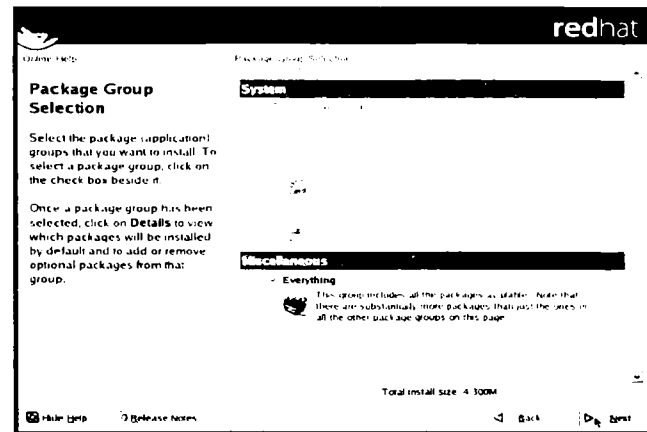 redhat
Online Help
Package Group Selection
Package Group
Selection
Select the package (application)
groups that you want to install. To
select a package group, click on
the check box beside it.
Once a package group has been
selected, click on Details to view
which packages will be installed
by default and to add or remove
optional packages from that
group.
System
Miscellaneous
Everything
This group includes all the packages available. Note that
there are substantially more packages than just the ones in
all the other package groups on this page.
Total install size: 4,300M
Hide Help
Release Notes
Back
Next